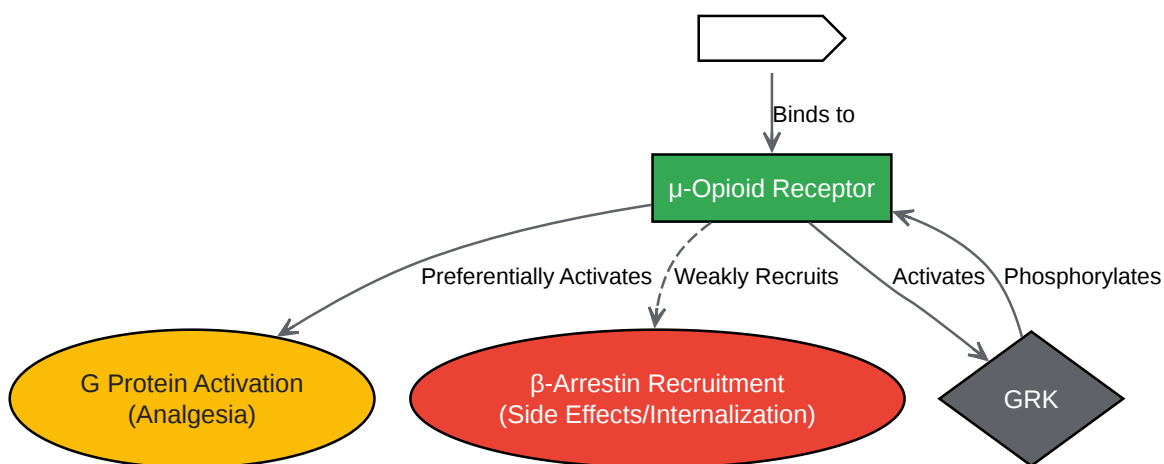 Binds to
μ-Opioid Receptor
Preferentially Activates
Weakly Recruits
Activates
Phosphorylates
G Protein Activation
(Analgesia)
β-Arrestin Recruitment
(Side Effects/Internalization)
GRK